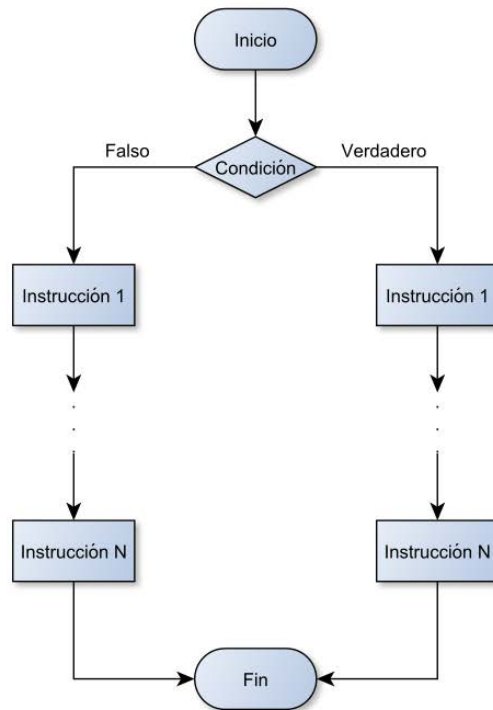 Inicio
Falso
Verdadero
Condición
Instrucción 1
Instrucción 1
.
.
.
.
.
.
Instrucción N
Instrucción N
Fin